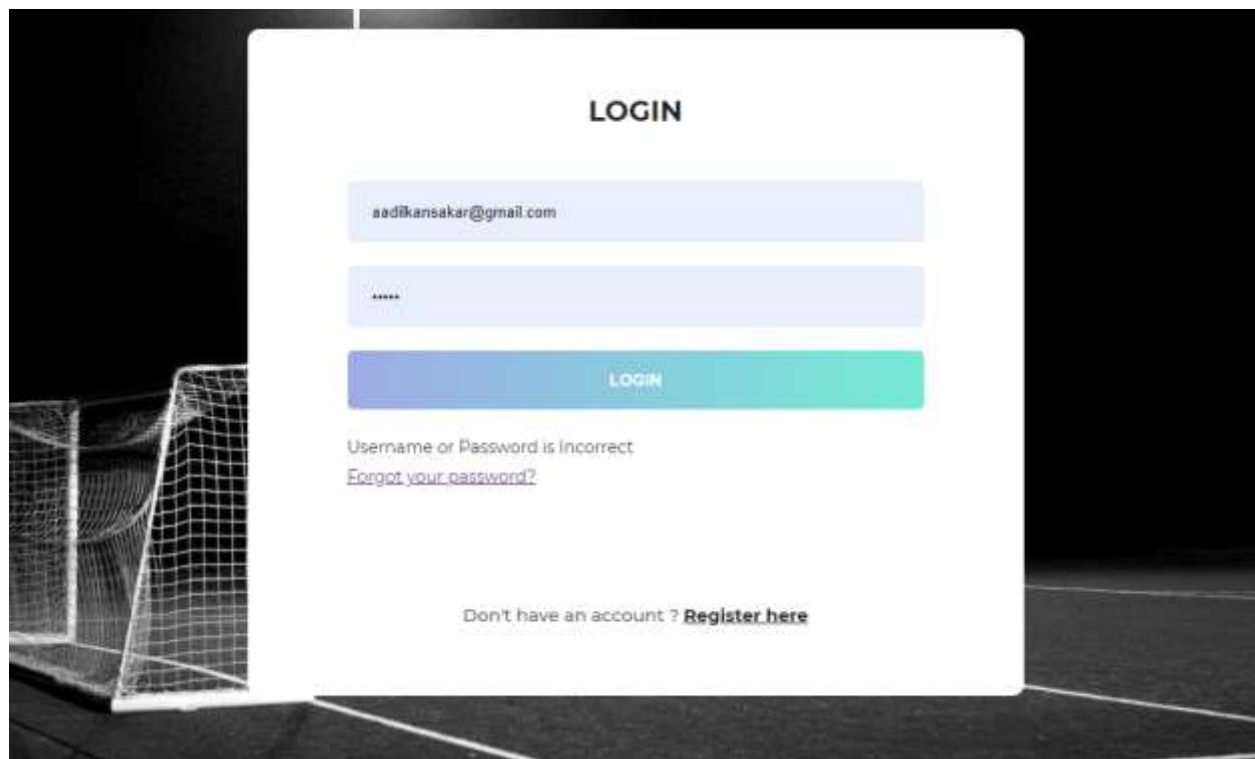 LOGIN
aadilkansakar@gmail.com
•••••
LOGIN
Username or Password is Incorrect
Forgot your password?
Don't have an account ? Register here